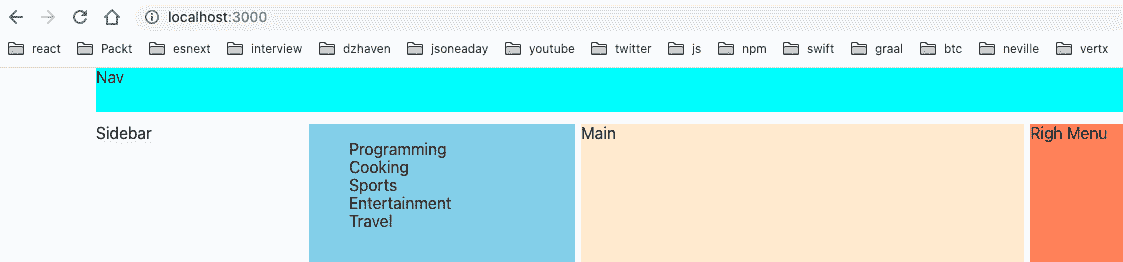 localhost:3000
react Packt esnext interview dzhaven jsoneaday youtube twitter js npm swift graal btc neville vertx
Nav
Sidebar
Programming
Cooking
Sports
Entertainment
Travel
Main
Righ Menu